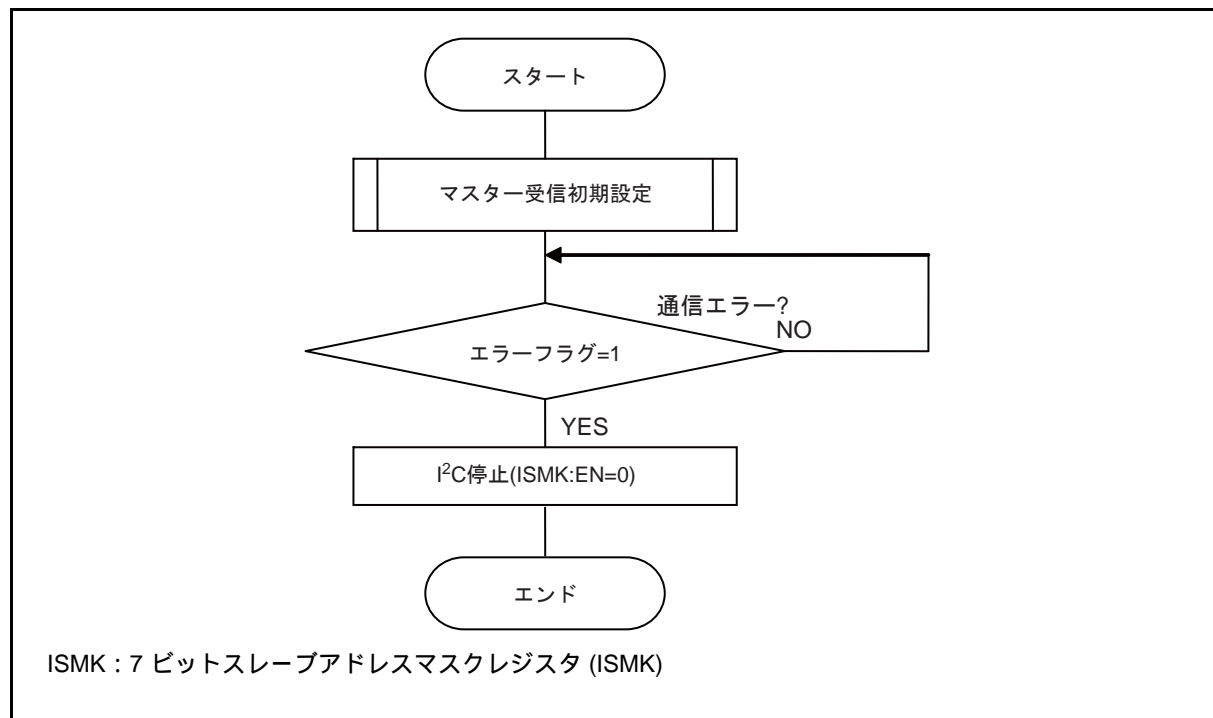 スタート
マスター受信初期設定
通信エラー?
NO
エラーフラグ=1
YES
I²C停止(ISMK:EN=0)
エンド
ISMK : 7 ビットスレーブアドレスマスクレジスタ (ISMK)